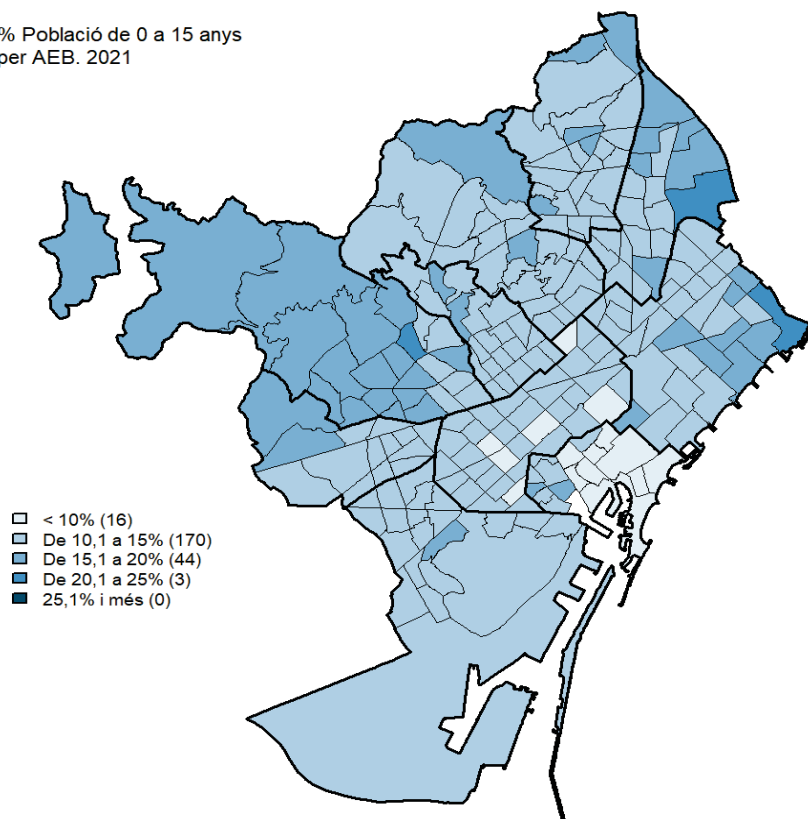 % Població de 0 a 15 anys
per AEB. 2021
< 10% (16)
De 10,1 a 15% (170)
De 15,1 a 20% (44)
De 20,1 a 25% (3)
25,1% i més (0)